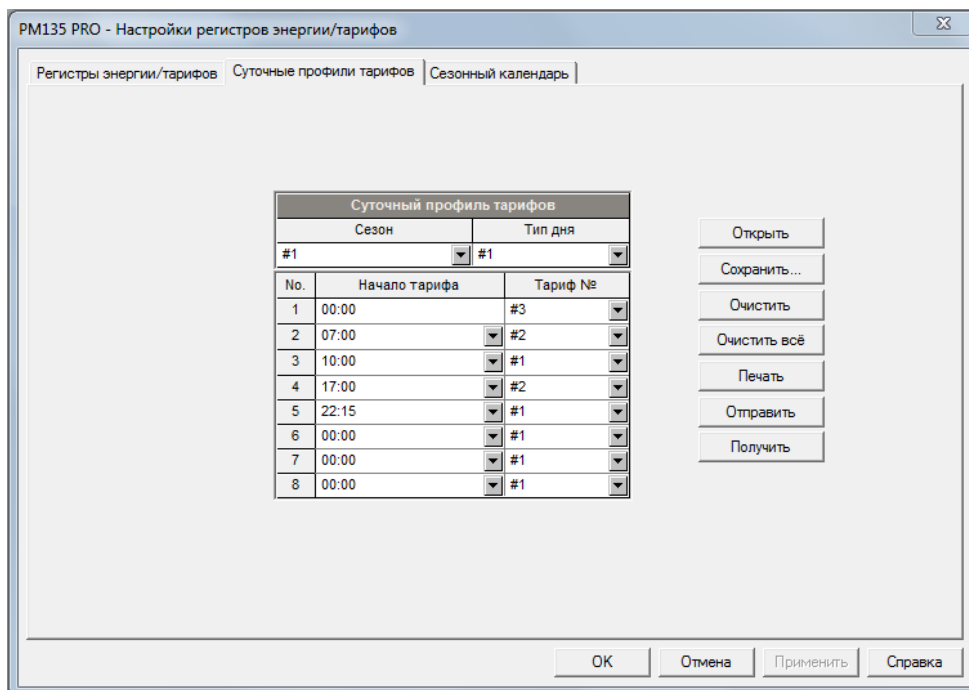 PM135 PRO - Настройки регистров энергии/тарифов
Регистры энергии/тарифов Суточные профили тарифов Сезонный календарь
Суточный профиль тарифов
Сезон Тип дня
#1 #1
No. Начало тарифа Тариф №
1 00:00 #3
2 07:00 #2
3 10:00 #1
4 17:00 #2
5 22:15 #1
6 00:00 #1
7 00:00 #1
8 00:00 #1
Открыть
Сохранить...
Очистить
Очистить всё
Печать
Отправить
Получить
OK Отмена Применить Справка